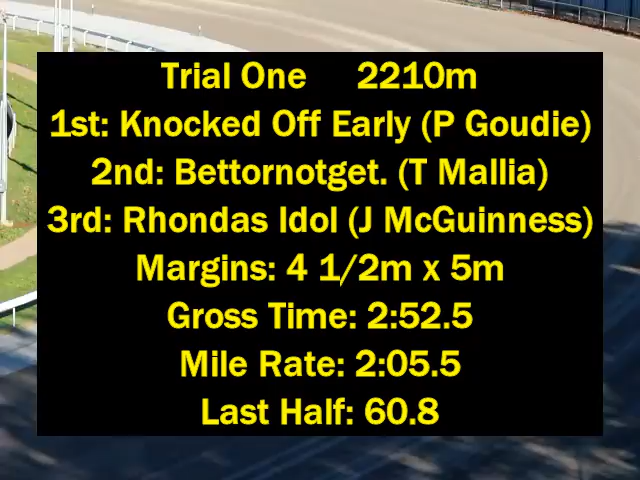 Trial One 2210m
1st: Knocked Off Early (P Goudie)
2nd: Bettornotget. (T Mallia)
3rd: Rhondas Idol (J McGuinness)
Margins: 4 1/2m x 5m
Gross Time: 2:52.5
Mile Rate: 2:05.5
Last Half: 60.8